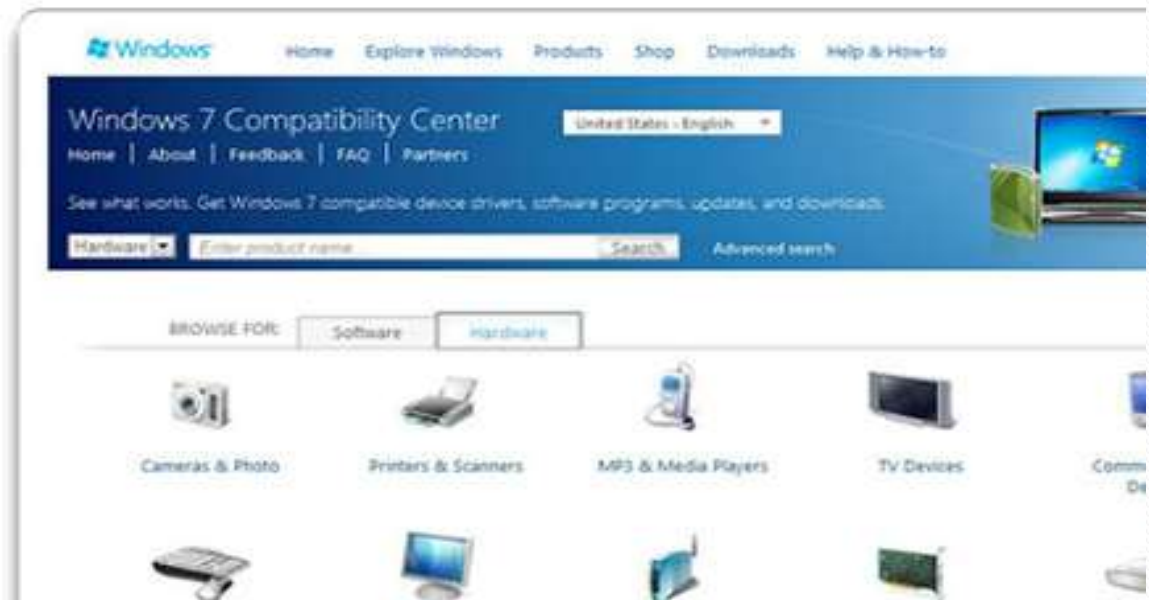 Windows Home Explore Windows Products Shop Downloads Help & How-to
Windows 7 Compatibility Center United States - English
Home | About | Feedback | FAQ | Partners
See what works. Get Windows 7 compatible device drivers, software programs, updates, and downloads.
Hardware Enter product name Search Advanced search
BROWSE FOR: Software Hardware
Cameras & Photo Printers & Scanners MP3 & Media Players TV Devices